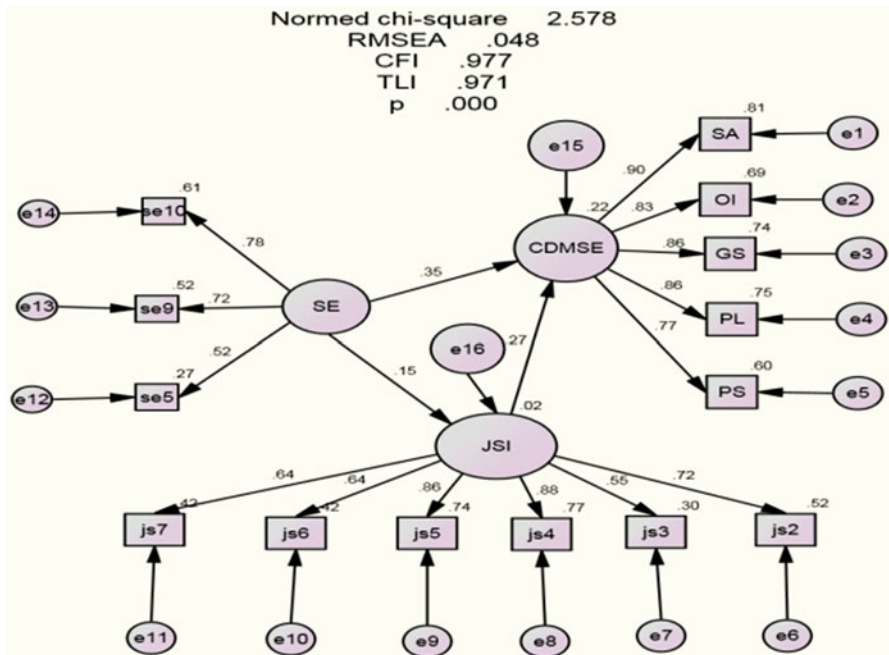 Normed chi-square 2.578
RMSEA .048
CFI .977
TLI .971
p .000
.81
e15
SA
e1
.90
.69
.61
e14
se10
.22
.83
OI
e2
.78
CDMSE
.74
.86
GS
e3
.35
.52
e13
se9
.72
SE
.86
.75
PL
e4
e16
.27
.77
.52
.15
.60
.27
e12
se5
PS
e5
.02
JSI
.64
.64
.86
.88
.55
.72
.42
.42
.74
.77
.30
.52
js7
js6
js5
js4
js3
js2
e11
e10
e9
e8
e7
e6